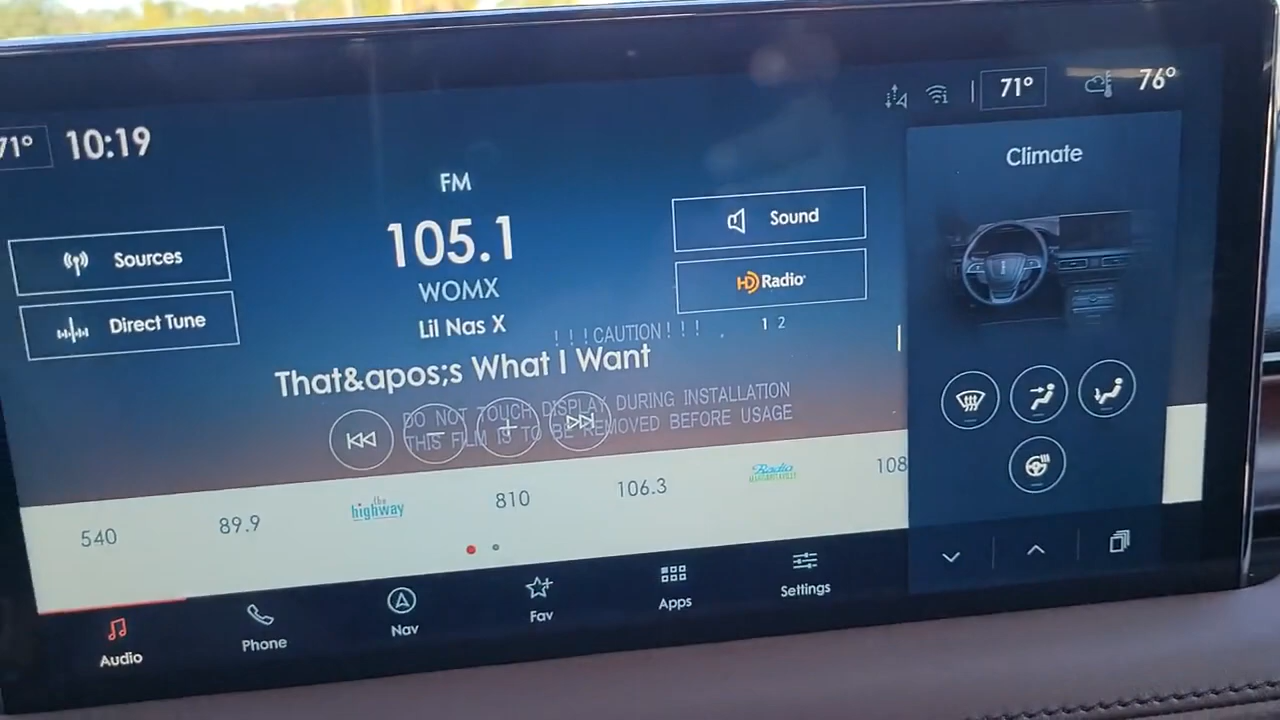 71° 10:19
71° 76°
FM
105.1
WOMX
Lil Nas X
That&apos;s What I Want
Sources
Direct Tune
Sound
HD Radio
1 2
!!!CAUTION!!!
DO NOT TOUCH DISPLAY DURING INSTALLATION
THIS FILM IS TO BE REMOVED BEFORE USAGE
540
89.9
the
highway
810
106.3
Radio
MARGARITAVILLE
108
Audio
Phone
Nav
Fav
Apps
Settings
Climate